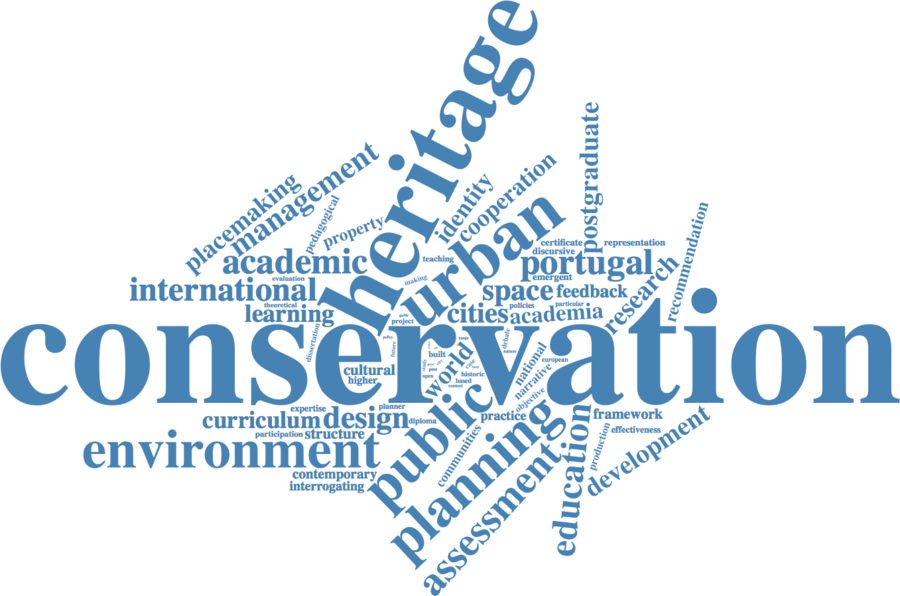 heritage
postgraduate
management
placemaking
cooperation
identity
pedagogical
urban
property
recommendation
certificate
representation
discursive
academic
teaching
portugal
research
emergent
evaluation
making
international
space
feedback
theoretical
policies
particular
learning
cities
academia
project
conservation
dissertation
policy
debate
nature
future
built
world
national
european
cultural
historic
higher
based
open
narrative
objective
public
expertise
planner
curriculum
design
diploma
practice
framework
participation
structure
communities
planning
effectiveness
production
environment
education
development
contemporary
interrogating
assessment